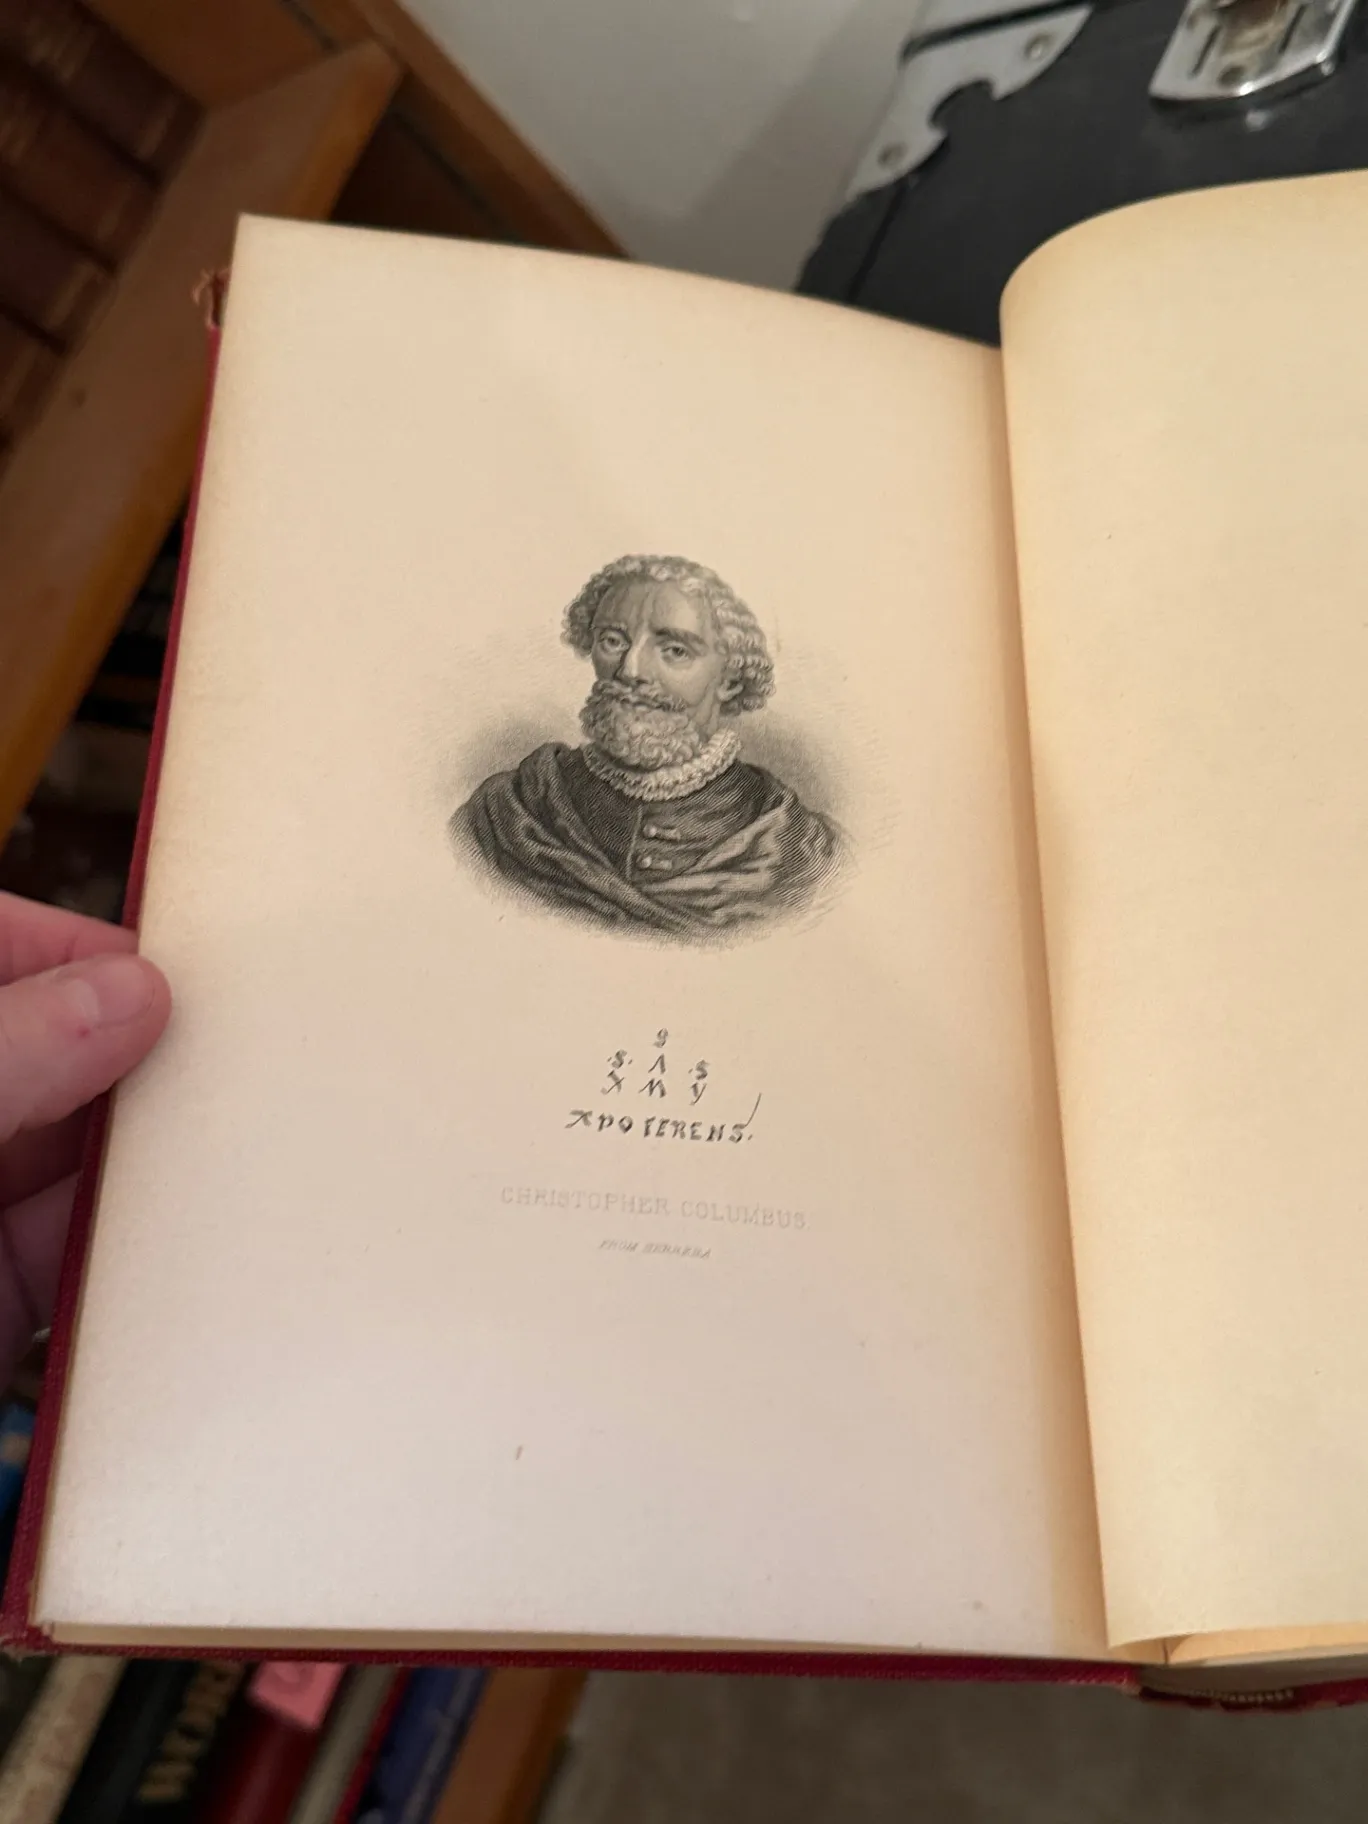 S
.S. A .S
X M Y
XPO FERENS.
CHRISTOPHER COLUMBUS.
FROM HERRERA